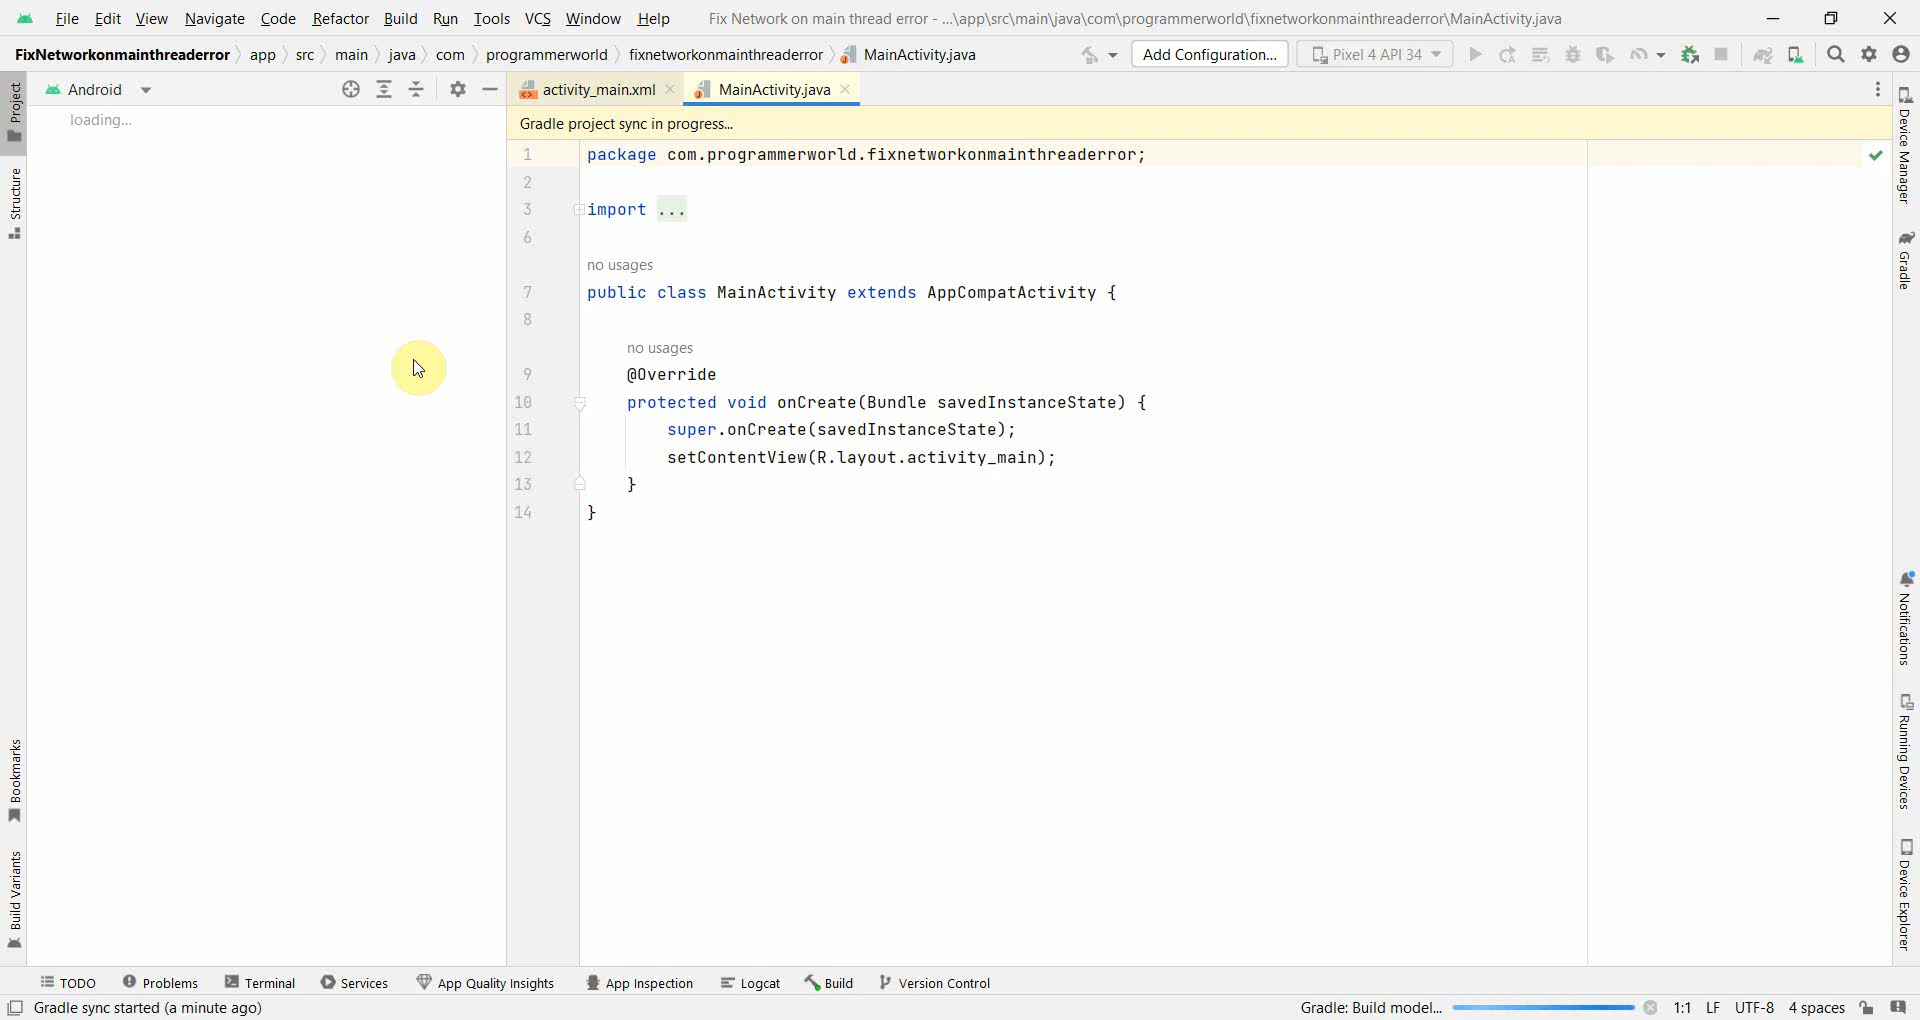 File Edit View Navigate Code Refactor Build Run Tools VCS Window Help Fix Network on main thread error - ...\app\src\main\java\com\programmerworld\fixnetworkonmainthreaderror\MainActivity.java
FixNetworkonmainthreaderror app src main java com programmerworld fixnetworkonmainthreaderror MainActivity.java Add Configuration... Pixel 4 API 34
Project
Structure
Bookmarks
Build Variants
Android
loading...
activity_main.xml MainActivity.java
Gradle project sync in progress...
1 package com.programmerworld.fixnetworkonmainthreaderror;
2
3 import ...
6
no usages
7 public class MainActivity extends AppCompatActivity {
8
no usages
9 @Override
10 protected void onCreate(Bundle savedInstanceState) {
11 super.onCreate(savedInstanceState);
12 setContentView(R.layout.activity_main);
13 }
14 }
Device Manager
Gradle
Notifications
Running Devices
Device Explorer
TODO Problems Terminal Services App Quality Insights App Inspection Logcat Build Version Control
Gradle sync started (a minute ago) Gradle: Build model... 1:1 LF UTF-8 4 spaces